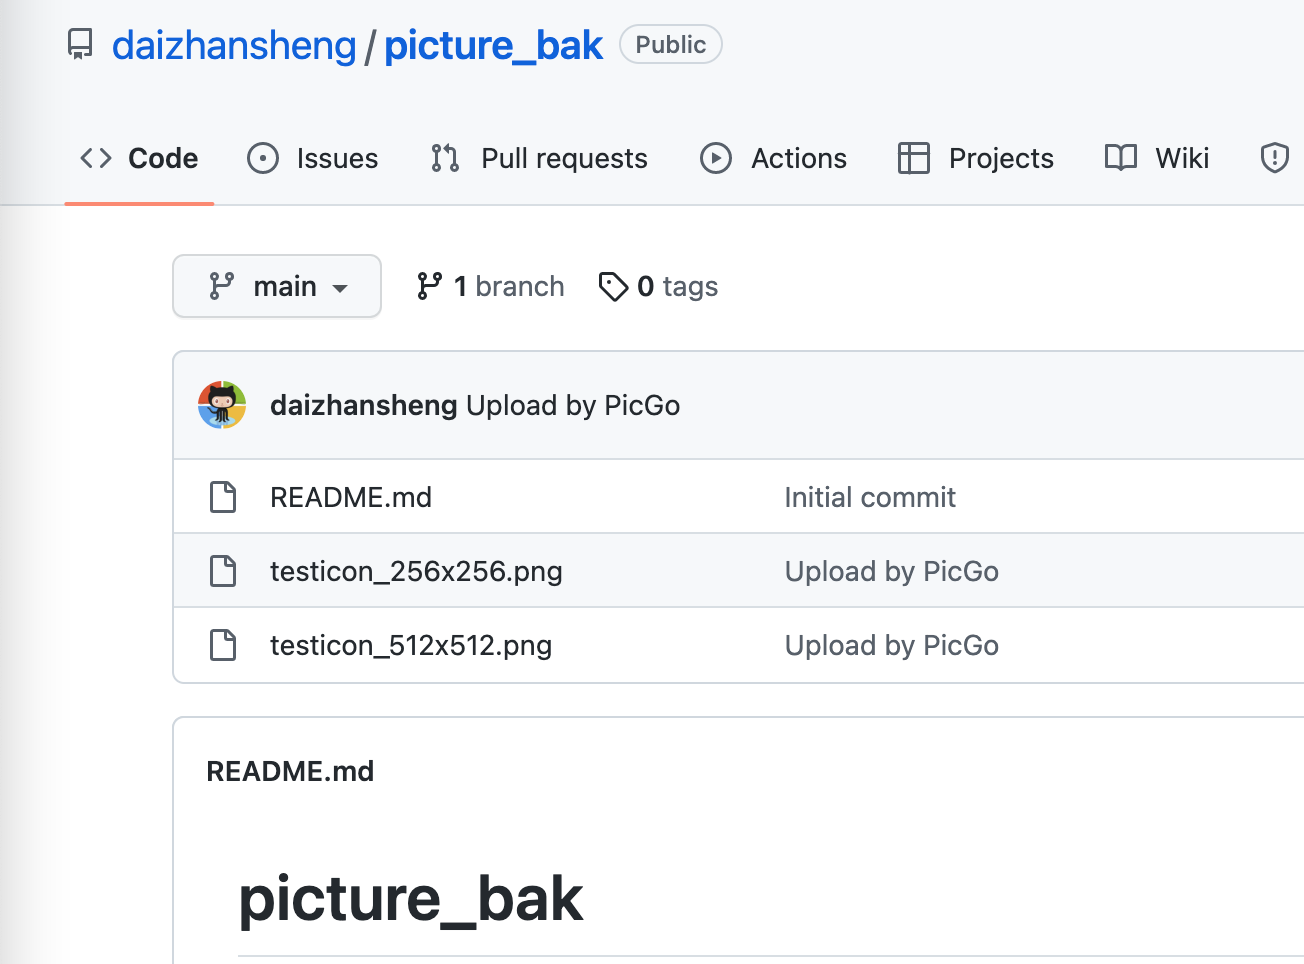 daizhansheng / picture_bak Public
Code Issues Pull requests Actions Projects Wiki
main 1 branch 0 tags
daizhansheng Upload by PicGo
README.md Initial commit
testicon_256x256.png Upload by PicGo
testicon_512x512.png Upload by PicGo
README.md
picture_bak